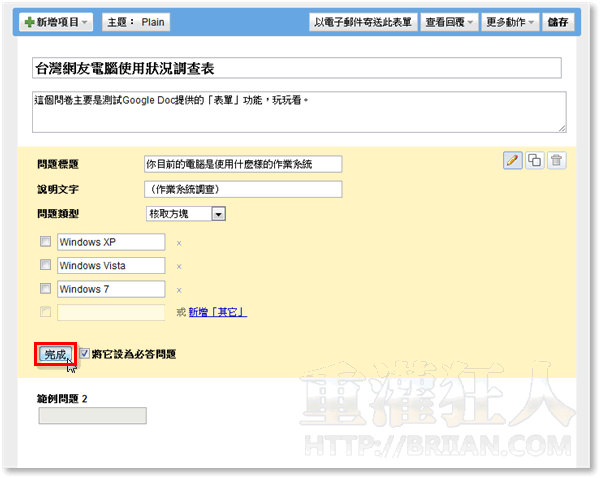 新增項目 主題： Plain 以電子郵件寄送此表單 查看回覆 更多動作 儲存
台灣網友電腦使用狀況調查表
這個問卷主要是測試Google Doc提供的「表單」功能，玩玩看。
問題標題 你目前的電腦是使用什麼樣的作業系統
說明文字 （作業系統調查）
問題類型 核取方塊
Windows XP x
Windows Vista x
Windows 7 x
或 新增「其它」
完成 將它設為必答問題
範例問題 2
重灌狂人
HTTP://BRIIAN.COM